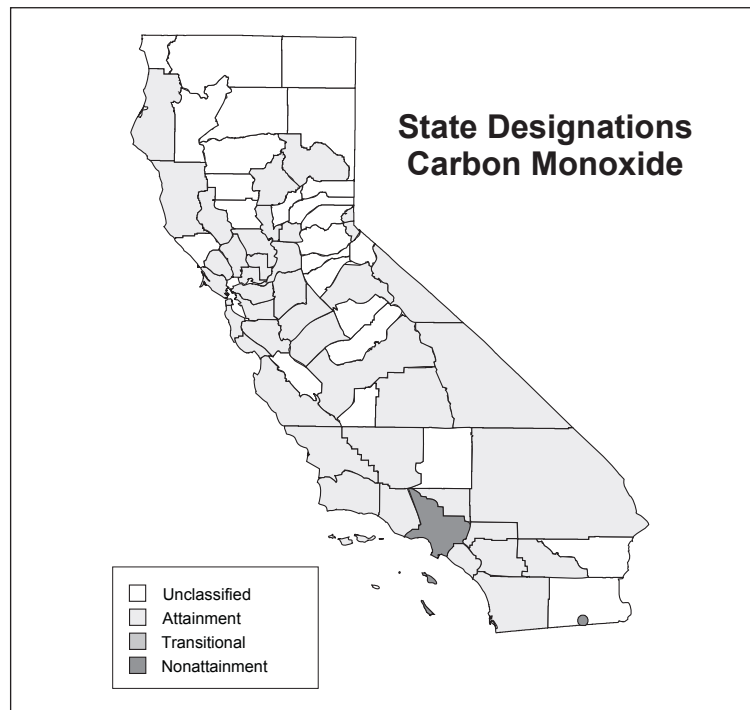 State Designations
Carbon Monoxide
Unclassified
Attainment
Transitional
Nonattainment